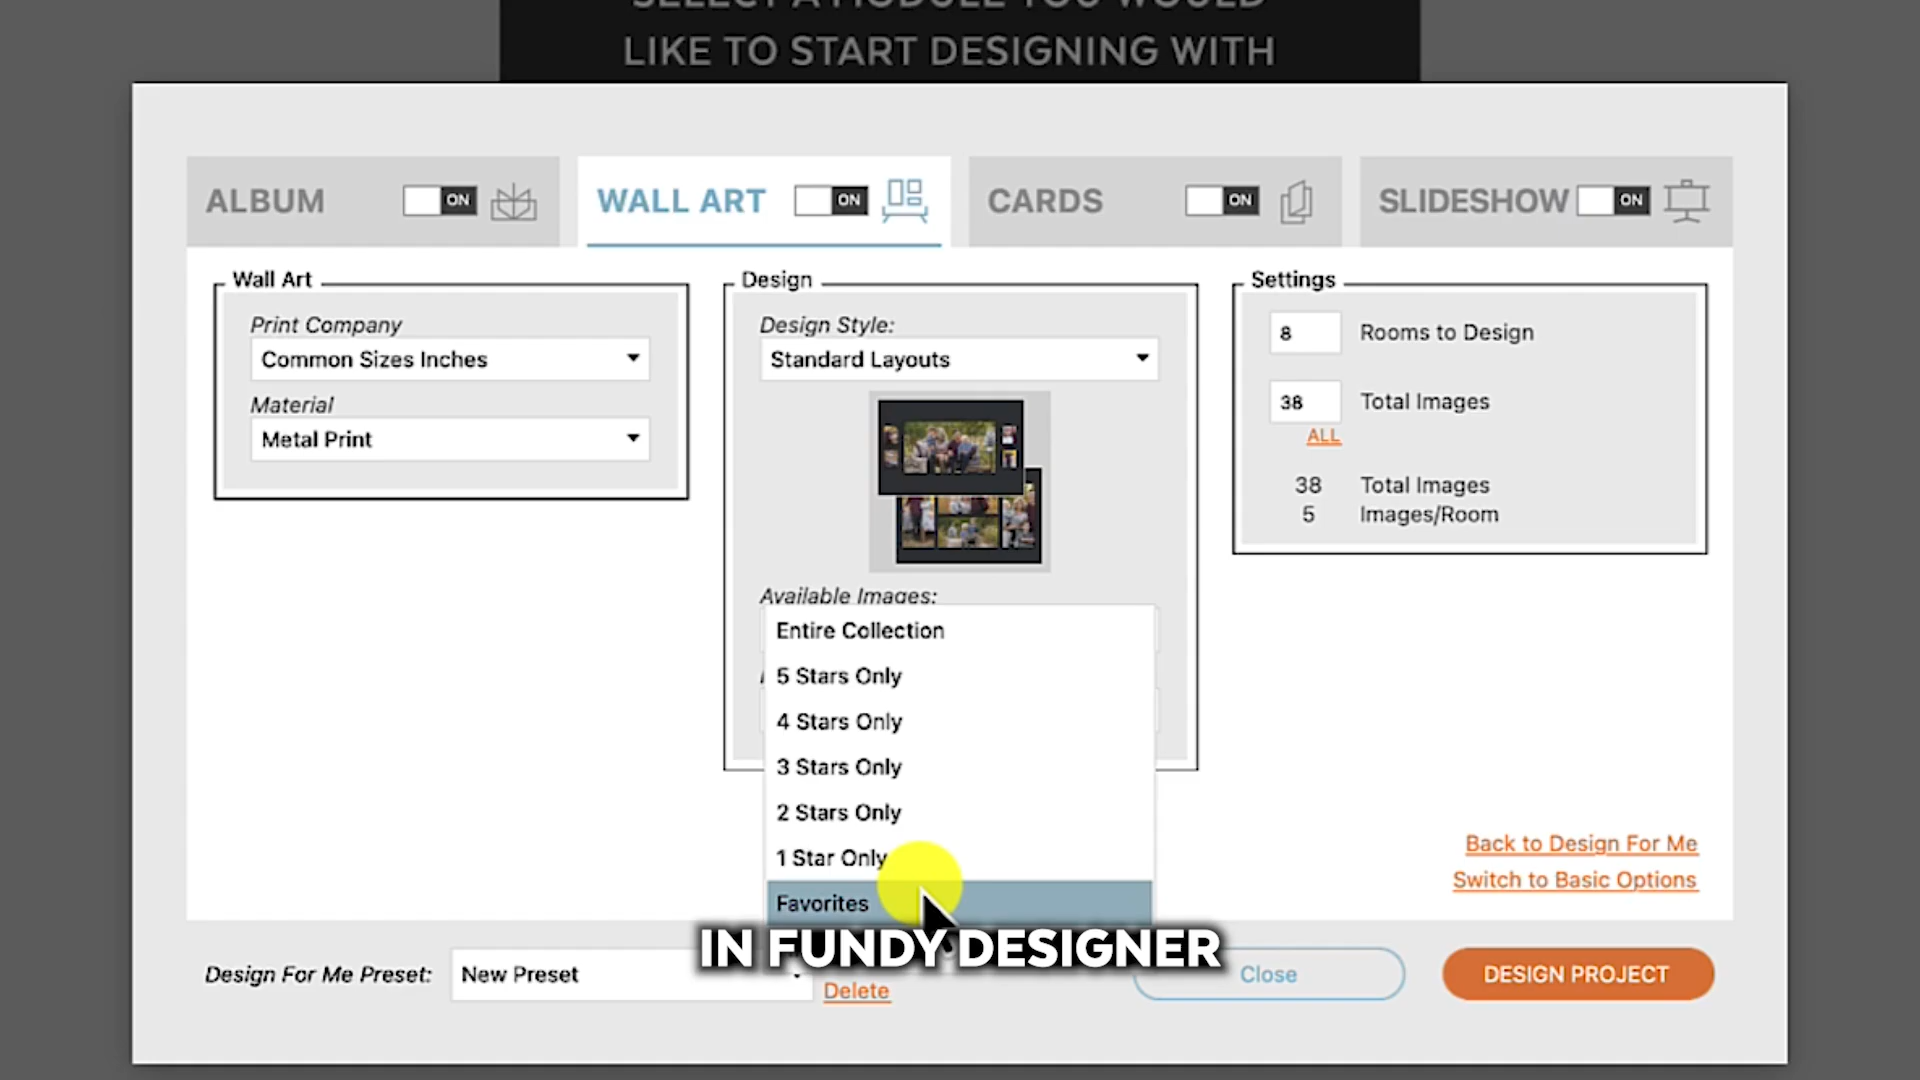 SELECT A MODULE YOU WOULD
LIKE TO START DESIGNING WITH
ALBUM ON
WALL ART ON
CARDS ON
SLIDESHOW ON
Wall Art
Print Company
Common Sizes Inches
Material
Metal Print
Design
Design Style:
Standard Layouts
Available Images:
Entire Collection
5 Stars Only
4 Stars Only
3 Stars Only
2 Stars Only
1 Star Only
Favorites
Settings
8 Rooms to Design
38 Total Images
ALL
38 Total Images
5 Images/Room
Back to Design For Me
Switch to Basic Options
IN FUNDY DESIGNER
Design For Me Preset: New Preset
Delete
Close
DESIGN PROJECT